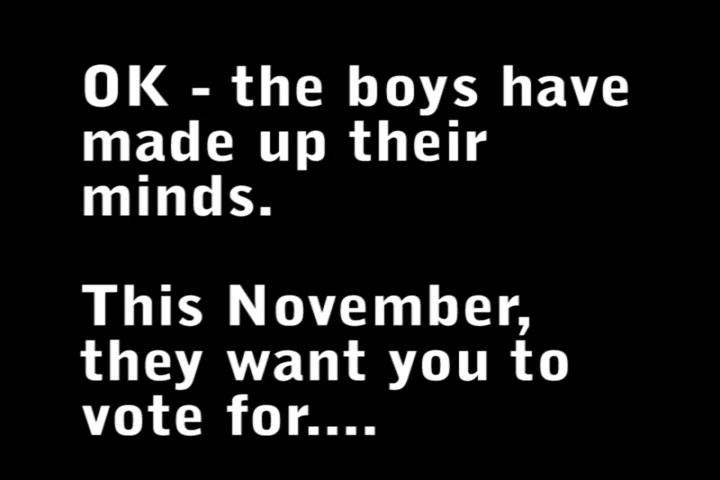 OK - the boys have
made up their
minds.
This November,
they want you to
vote for....